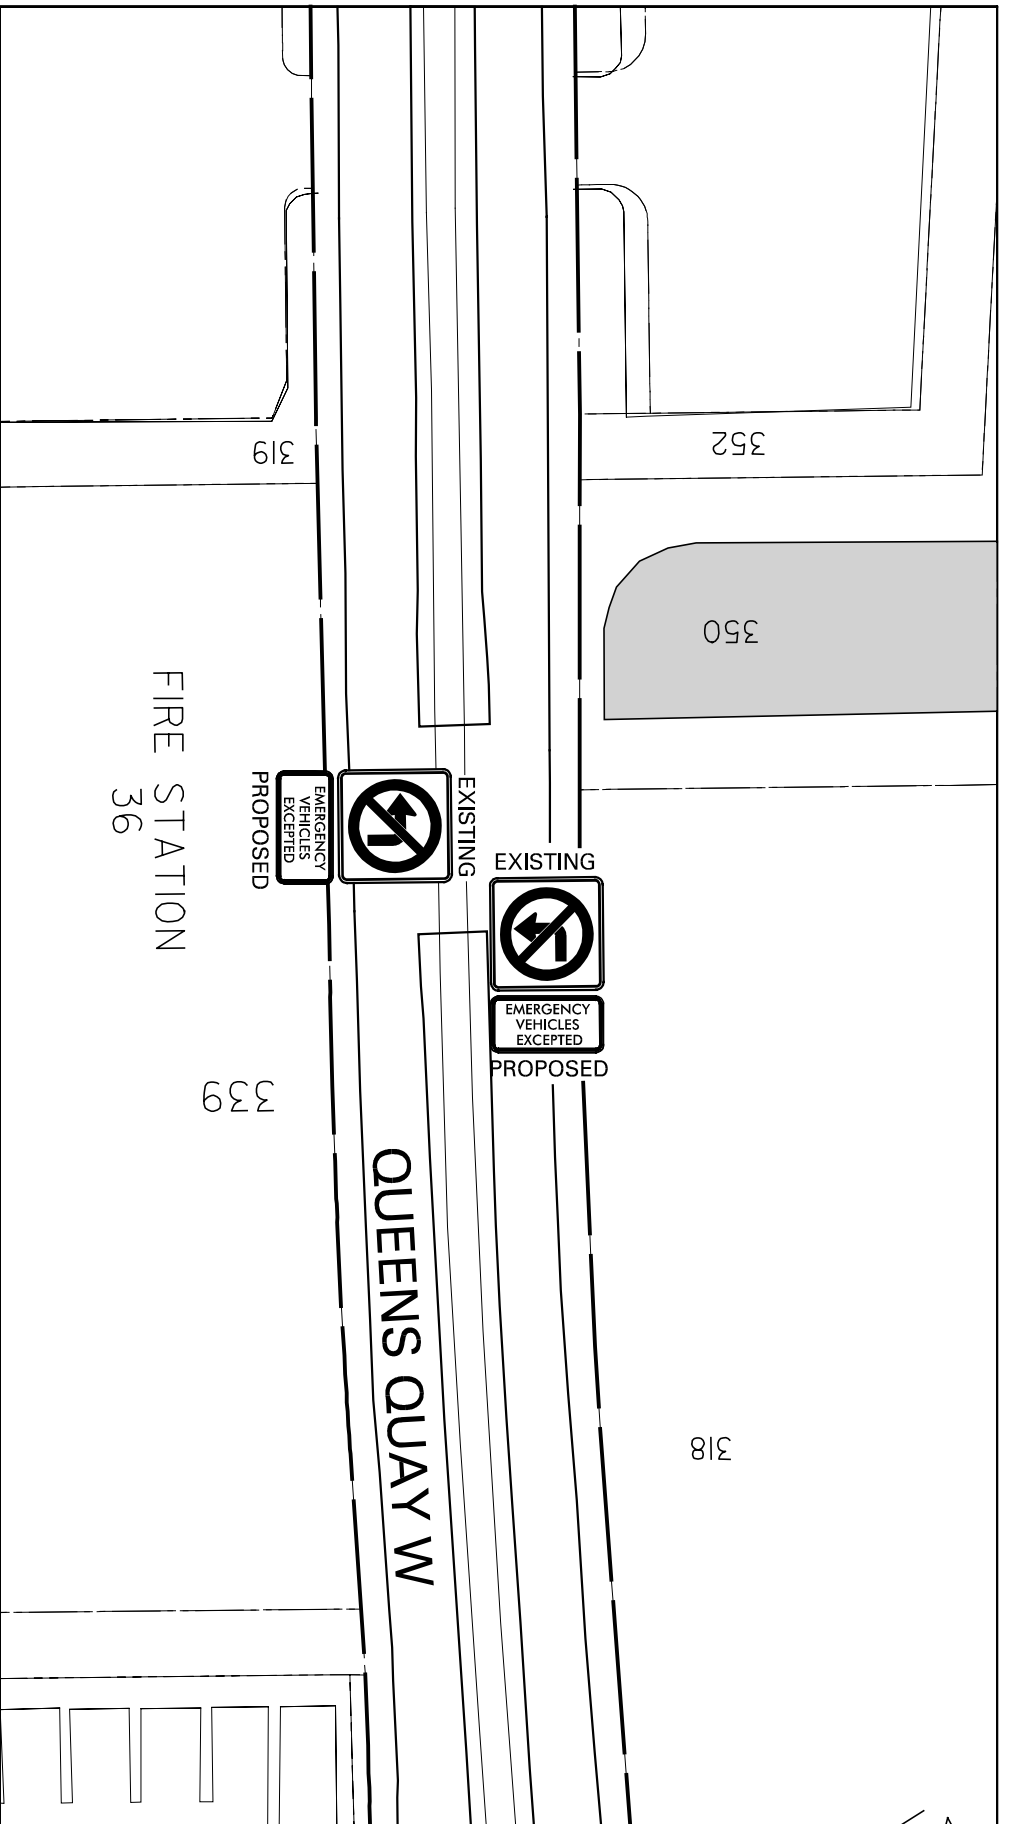 319
352
350
FIRE STATION
36
EXISTING
EMERGENCY
VEHICLES
EXCEPTED
PROPOSED
EXISTING
EMERGENCY
VEHICLES
EXCEPTED
PROPOSED
339
QUEENS QUAY W
318